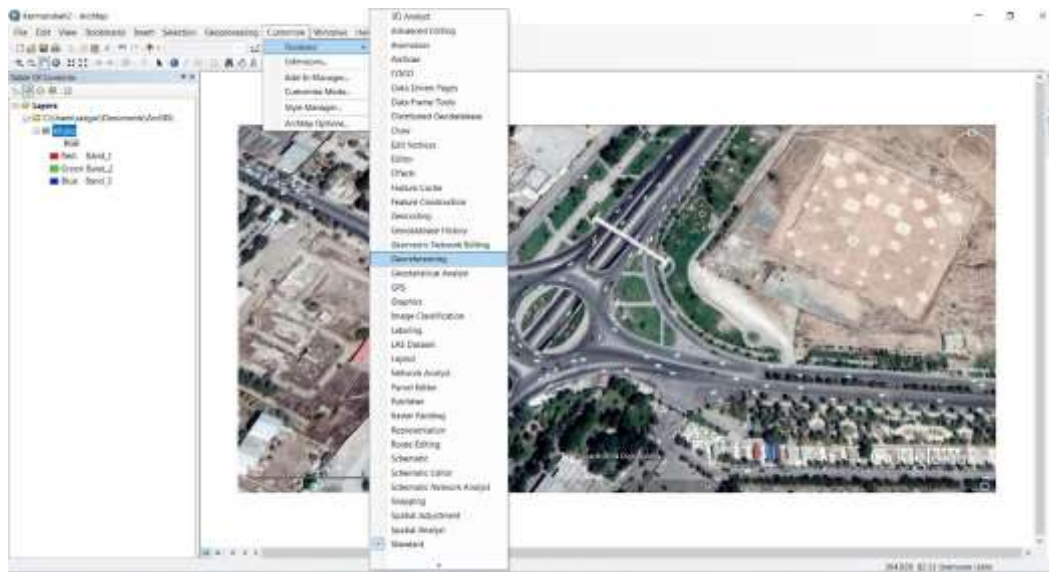 File Edit View Bookmarks Insert Selection Geoprocessing Customize Windows
Table Of Contents
Layers
RGB
Red: Band_1
Green: Band_2
Blue: Band_3
Toolbars
Extensions...
Add-In Manager...
Customize Mode...
Style Manager...
ArcMap Options...
3D Analyst
Advanced Editing
Animation
ArcScan
COGO
Data Driven Pages
Data Frame Tools
Distributed Geodatabase
Draw
Edit Vertices
Editor
Effects
Feature Cache
Feature Construction
Geocoding
Geodatabase History
Geometric Network Editing
Georeferencing
Geostatistical Analyst
GPS
Graphics
Image Classification
Labeling
LAS Dataset
Layout
Network Analyst
Parcel Editor
Publisher
Raster Painting
Representation
Route Editing
Schematic
Schematic Editor
Schematic Network Analyst
Snapping
Spatial Adjustment
Spatial Analyst
Standard